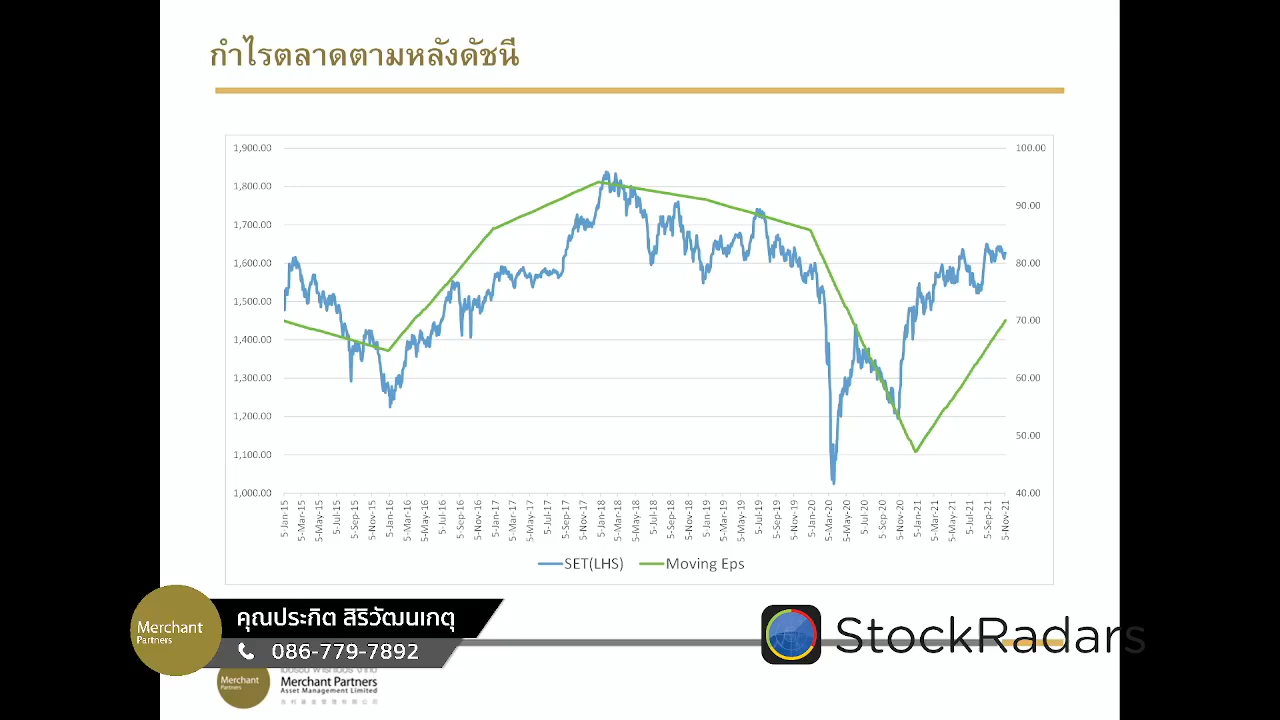 กำไรตลาดตามหลังดัชนี
1,900.00
1,800.00
1,700.00
1,600.00
1,500.00
1,400.00
1,300.00
1,200.00
1,100.00
1,000.00
100.00
90.00
80.00
70.00
60.00
50.00
40.00
5-Jan-15
5-Mar-15
5-May-15
5-Jul-15
5-Sep-15
5-Nov-15
5-Jan-16
5-Mar-16
5-May-16
5-Jul-16
5-Sep-16
5-Nov-16
5-Jan-17
5-Mar-17
5-May-17
5-Jul-17
5-Sep-17
5-Nov-17
5-Jan-18
5-Mar-18
5-May-18
5-Jul-18
5-Sep-18
5-Nov-18
5-Jan-19
5-Mar-19
5-May-19
5-Jul-19
5-Sep-19
5-Nov-19
5-Jan-20
5-Mar-20
5-May-20
5-Jul-20
5-Sep-20
5-Nov-20
5-Jan-21
5-Mar-21
5-May-21
5-Jul-21
5-Sep-21
5-Nov-21
SET(LHS)
Moving Eps
Merchant
Partners
คุณประกิต สิริวัฒนเกตุ
086-779-7892
StockRadars
Merchant
Partners
Merchant Partners
Asset Management Limited